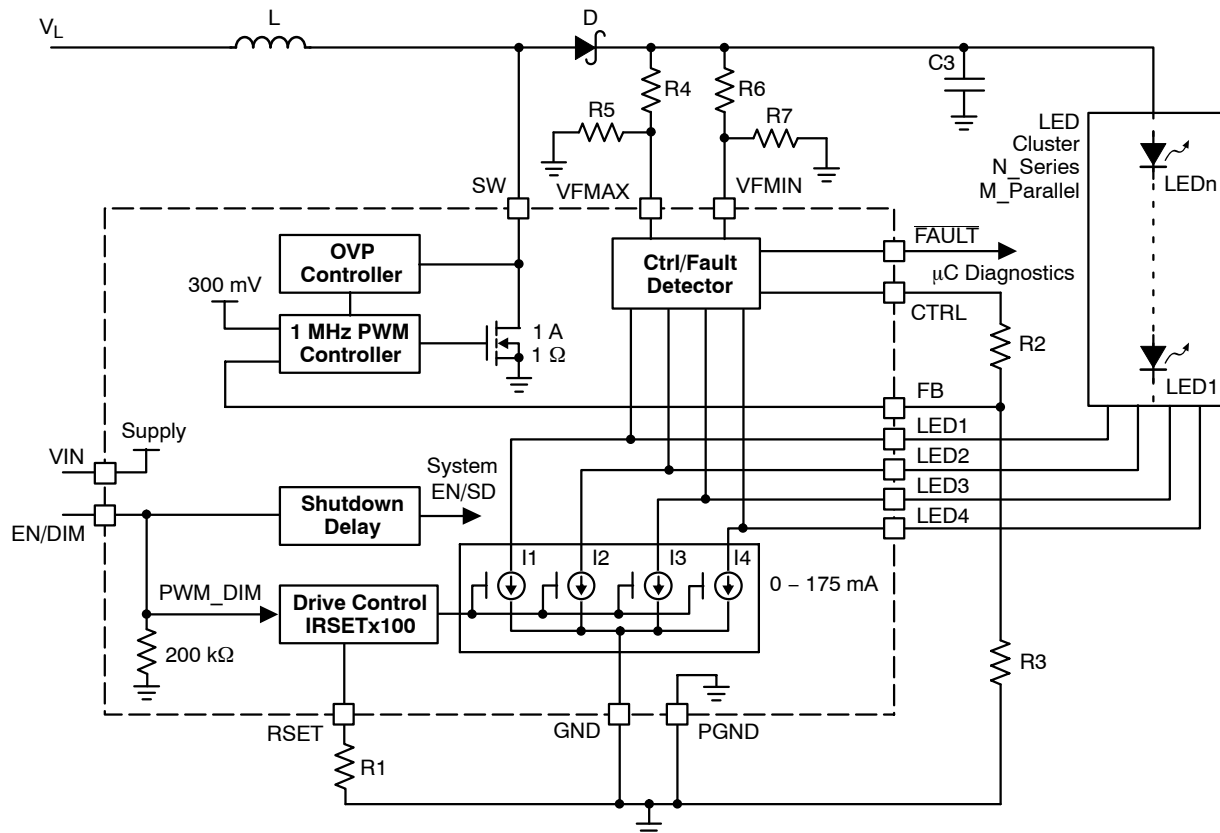 VL
L
D
R4
R6
C3
R5
R7
LED
Cluster
N_Series
M_Parallel
LEDn
SW
VFMAX
VFMIN
OVP
Controller
Ctrl/Fault
Detector
FAULT
μC Diagnostics
300 mV
1 MHz PWM
Controller
1 A
1 Ω
CTRL
R2
LED1
FB
LED1
Supply
VIN
LED2
System
EN/SD
LED3
EN/DIM
Shutdown
Delay
LED4
I1
I2
I3
I4
0 – 175 mA
PWM_DIM
Drive Control
IRSETx100
200 kΩ
R3
RSET
GND
PGND
R1